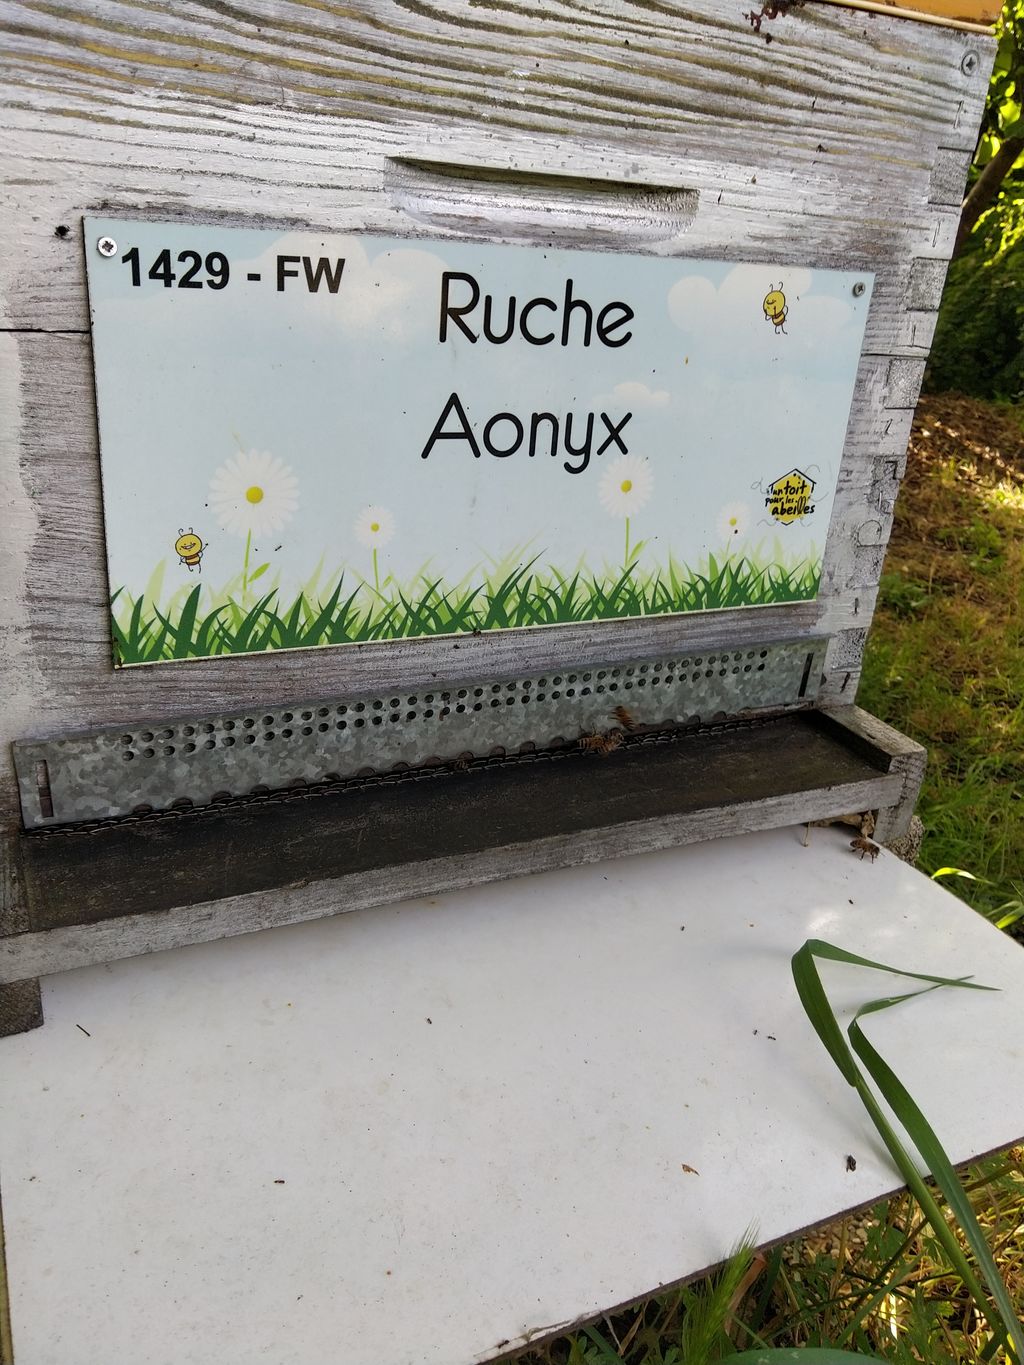 1429 - FW
Ruche
Aonyx
un toit
pour les
abeilles